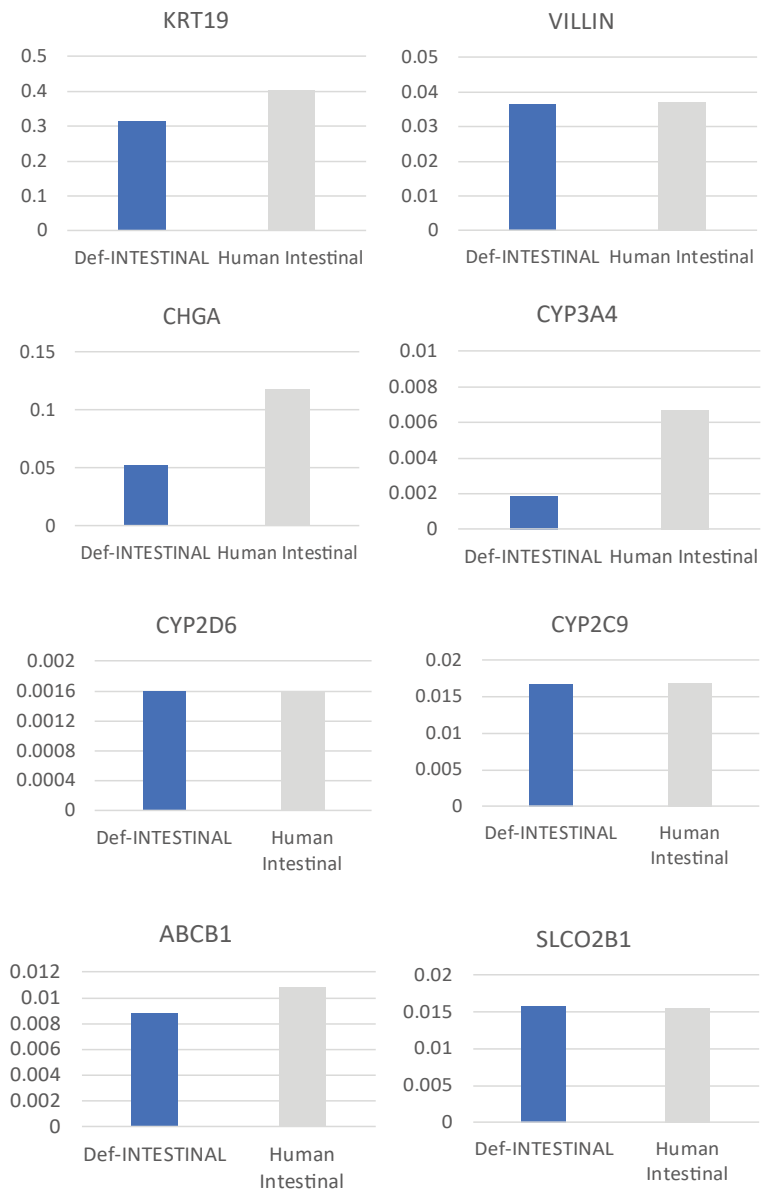 KRT19
0.5
0.4
0.3
0.2
0.1
0
Def-INTESTINAL Human Intestinal
VILLIN
0.05
0.04
0.03
0.02
0.01
0
Def-INTESTINAL Human Intestinal
CHGA
0.15
0.1
0.05
0
Def-INTESTINAL Human Intestinal
CYP3A4
0.01
0.008
0.006
0.004
0.002
0
Def-INTESTINAL Human Intestinal
CYP2D6
0.002
0.0016
0.0012
0.0008
0.0004
0
Def-INTESTINAL Human
Intestinal
CYP2C9
0.02
0.015
0.01
0.005
0
Def-INTESTINAL Human
Intestinal
ABCB1
0.012
0.01
0.008
0.006
0.004
0.002
0
Def-INTESTINAL Human
Intestinal
SLCO2B1
0.02
0.015
0.01
0.005
0
Def-INTESTINAL Human
Intestinal